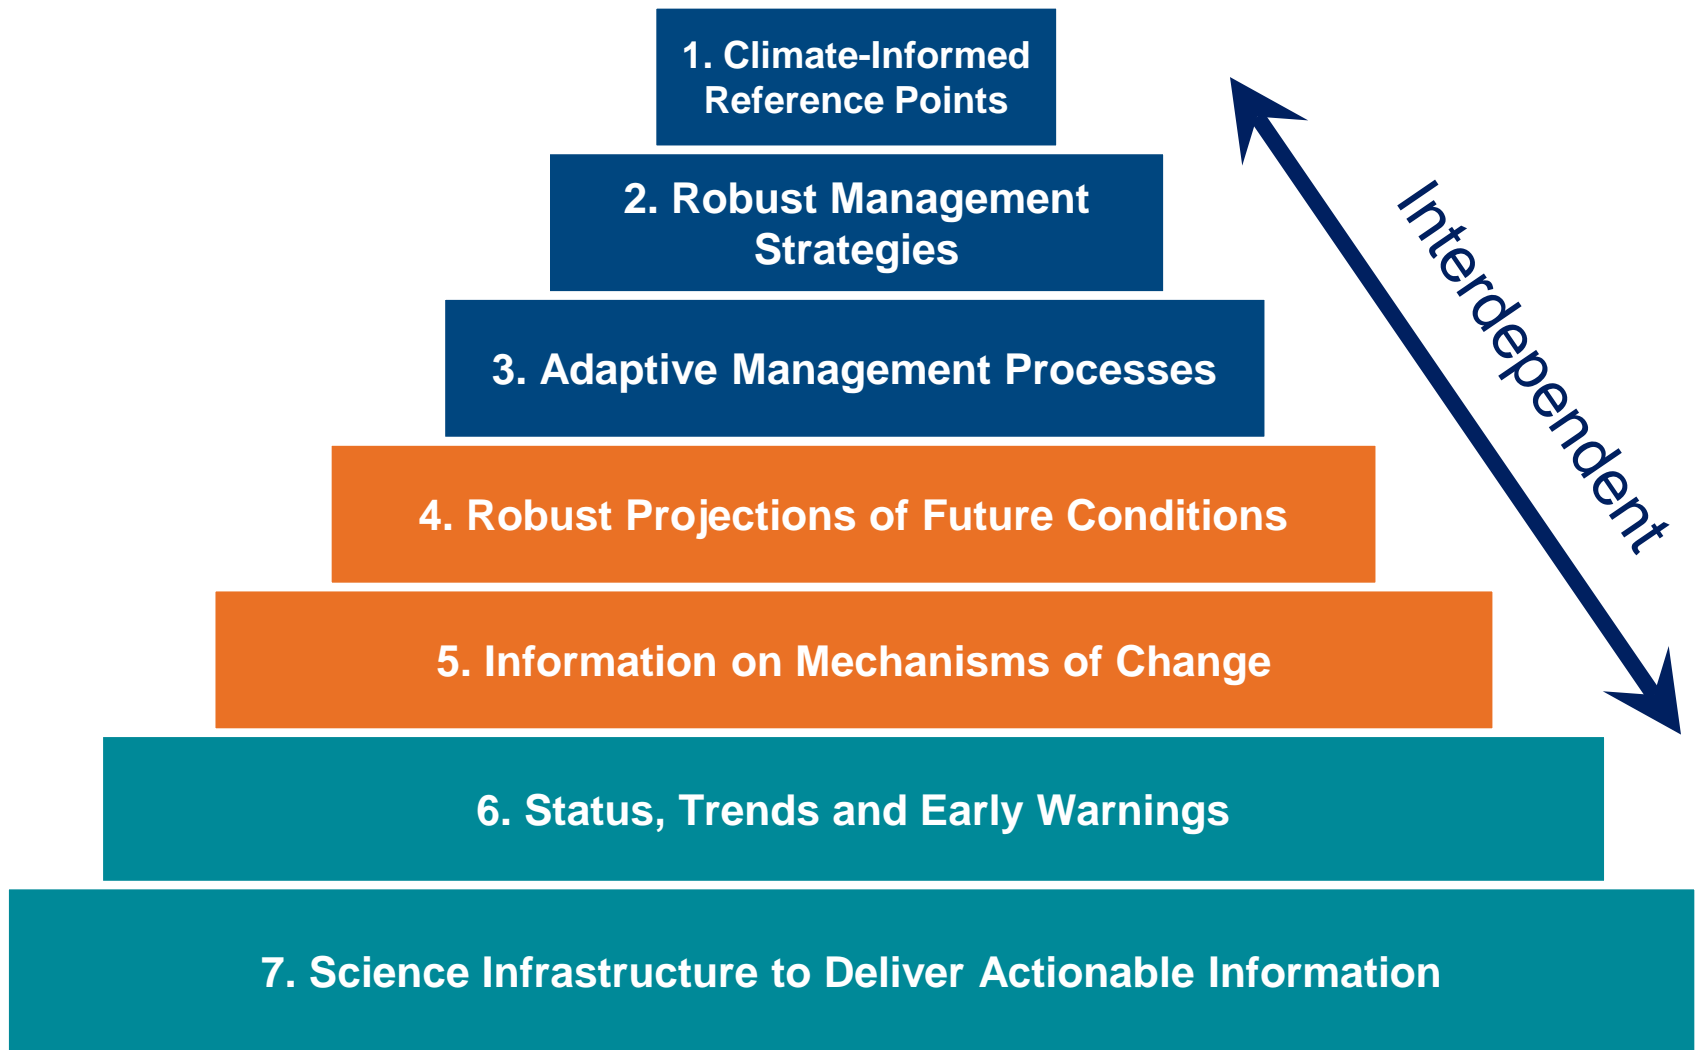 1. Climate-Informed
Reference Points
2. Robust Management
Strategies
3. Adaptive Management Processes
4. Robust Projections of Future Conditions
5. Information on Mechanisms of Change
6. Status, Trends and Early Warnings
7. Science Infrastructure to Deliver Actionable Information
Interdependent